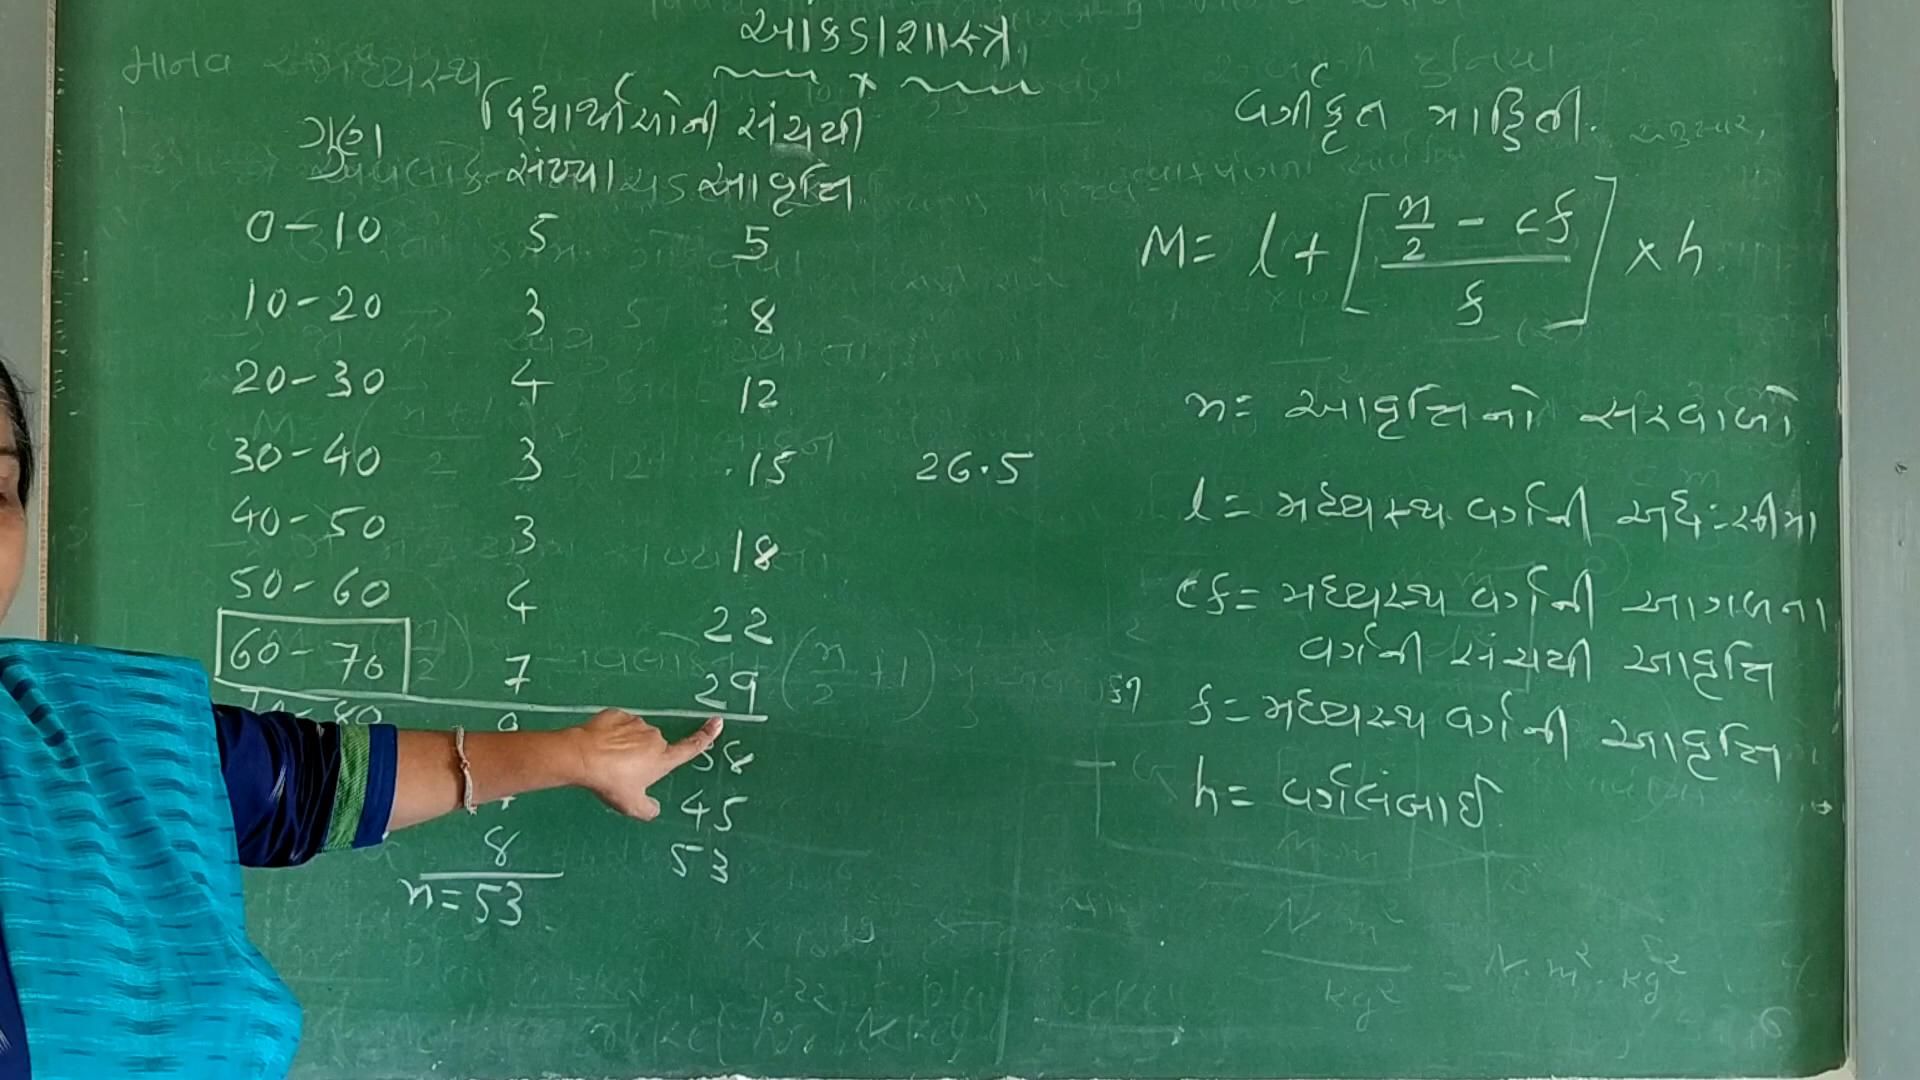 આંકડાશાસ્ત્ર
ગુણ વિદ્યાર્થીઓની સંખ્યા સંચયી આવૃત્તિ
0-10 5 5
10-20 3 8
20-30 4 12
30-40 3 15
40-50 3 18
50-60 4 22
60-70 7 29
38
45
8 53
n=53
26.5
વર્ગીકૃત માહિતી.
M= l + [ (n/2 - cf) / f ] × h
n= આવૃત્તિનો સરવાળો
l= મધ્યસ્થ વર્ગની અધઃસીમા
cf= મધ્યસ્થ વર્ગની આગળના
વર્ગની સંચયી આવૃત્તિ
f= મધ્યસ્થ વર્ગની આવૃત્તિ
h= વર્ગલંબાઈ